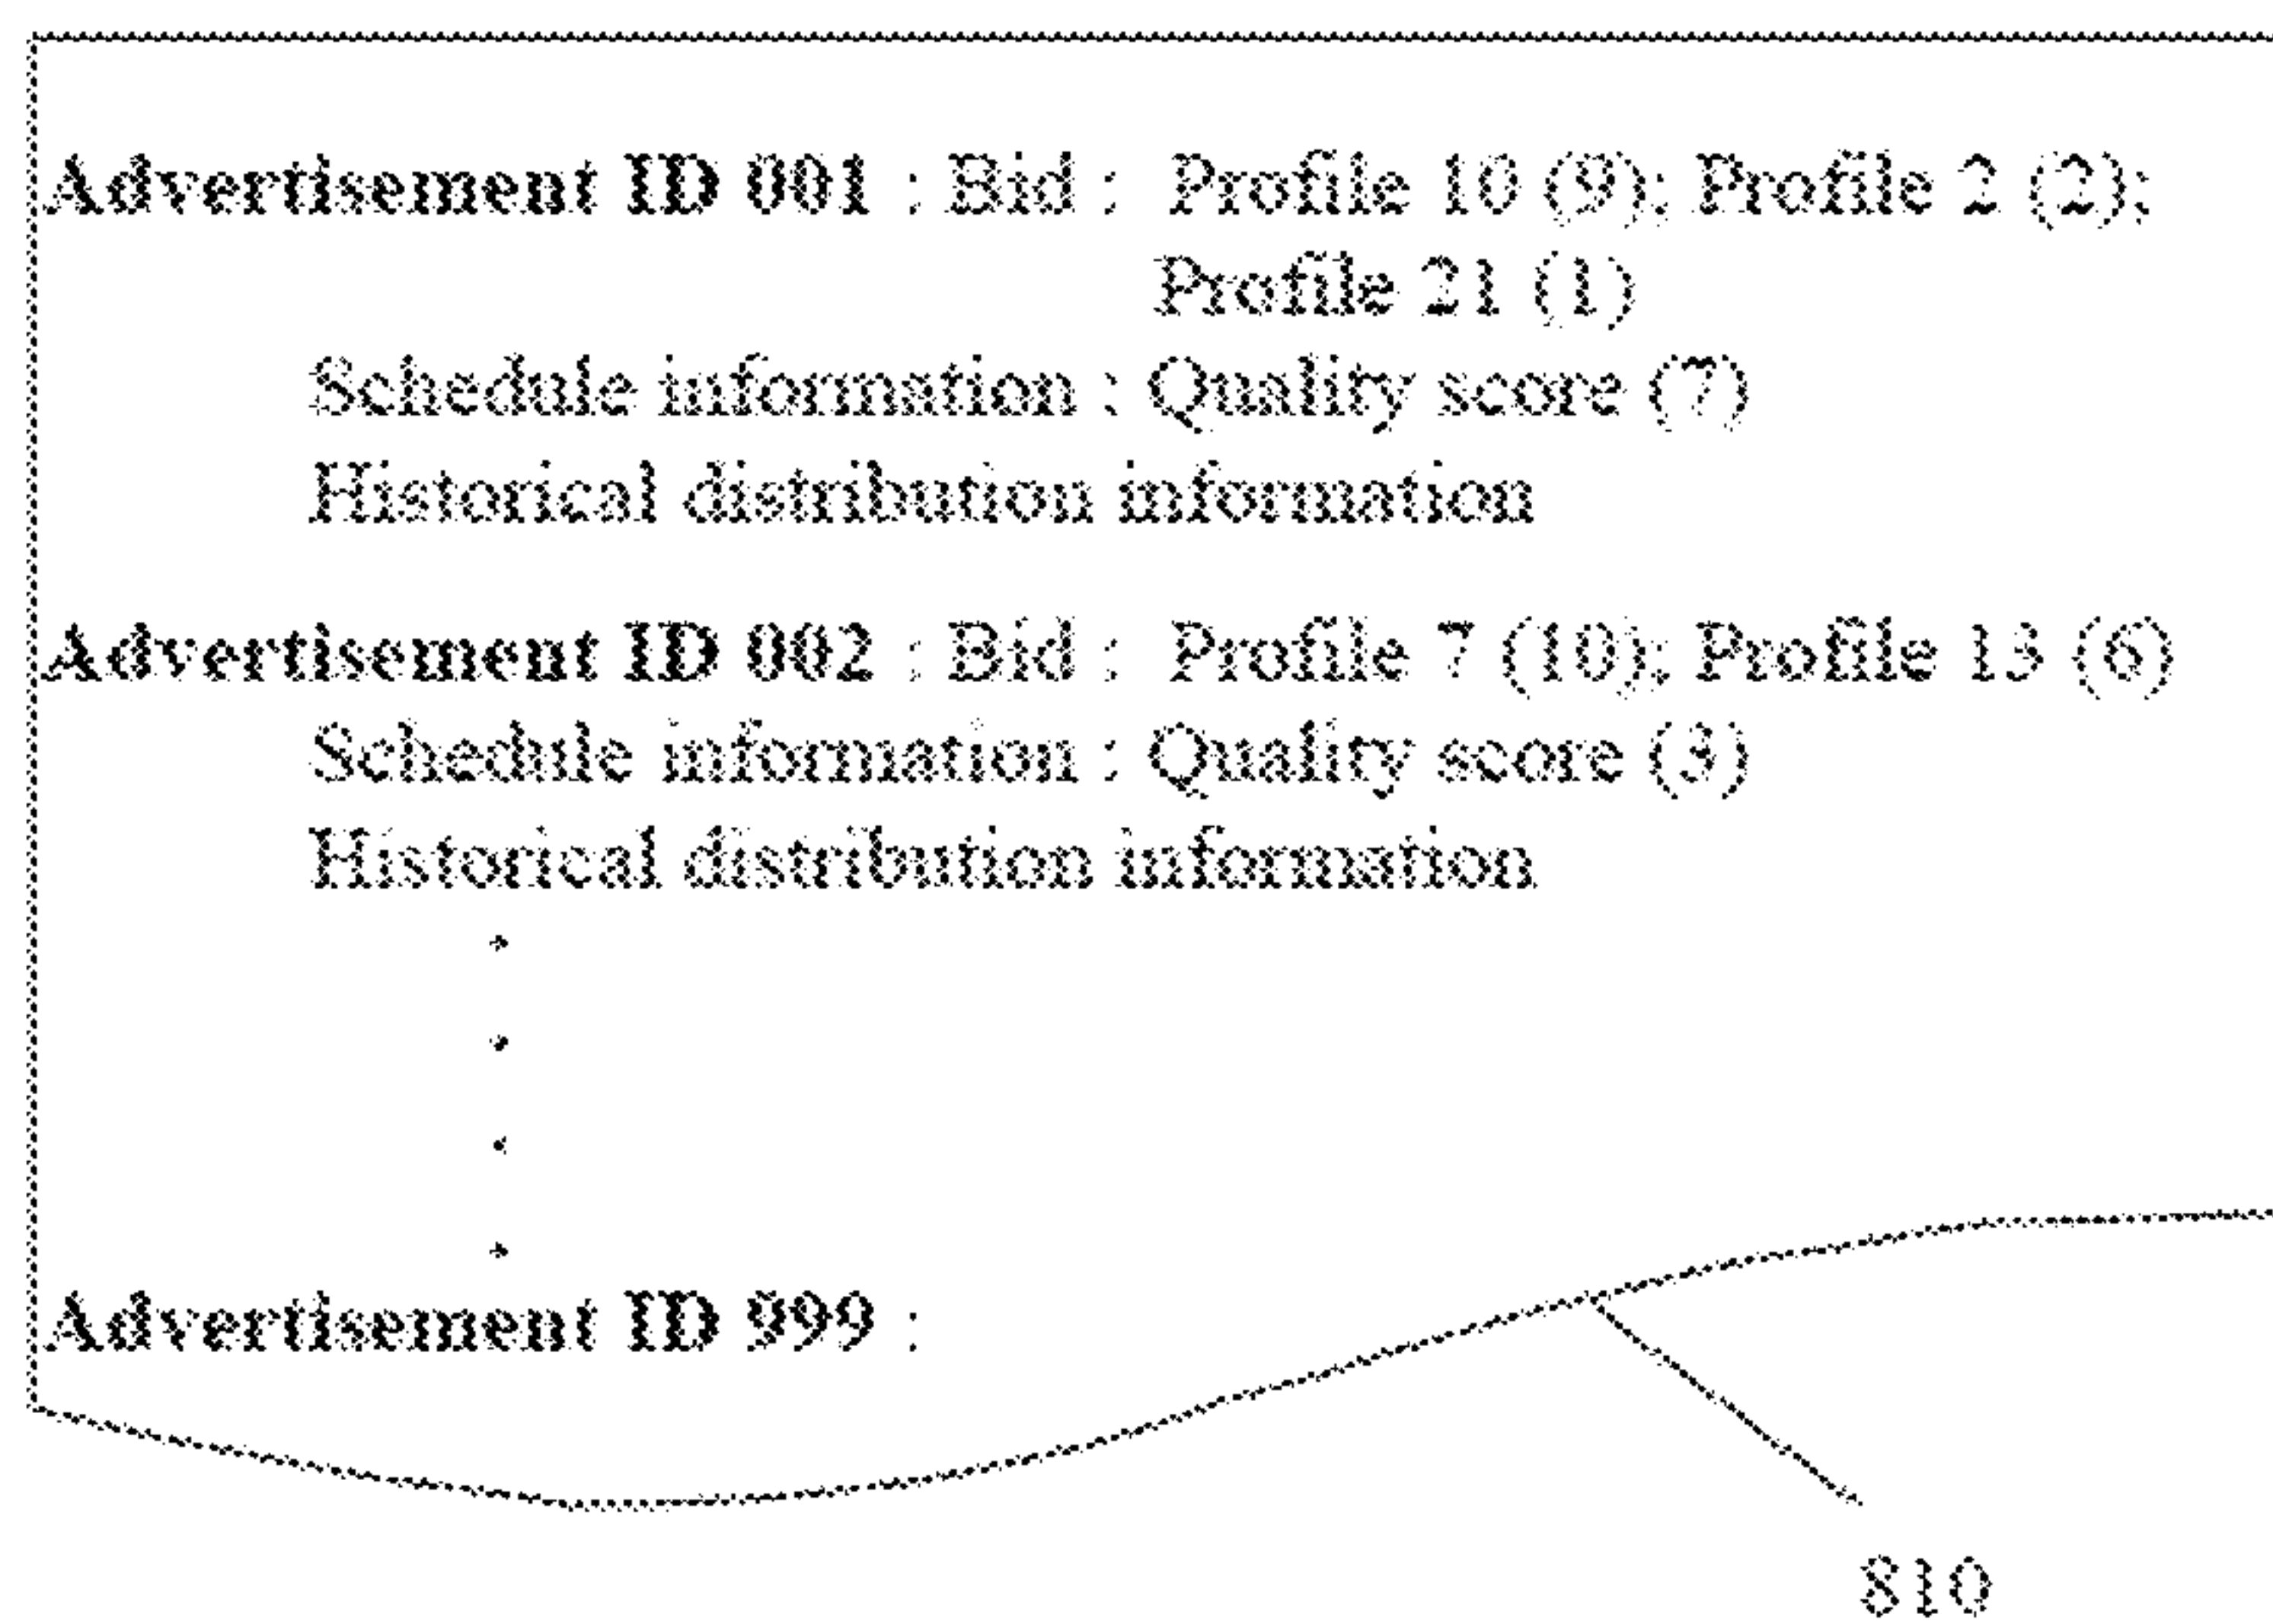 Advertisement ID 001 : Bid : Profile 10 (9); Profile 2 (2);
Profile 21 (1)
Schedule information : Quality score (7)
Historical distribution information
Advertisement ID 002 : Bid : Profile 7 (10); Profile 13 (6)
Schedule information : Quality score (3)
Historical distribution information
Advertisement ID 999 :
810